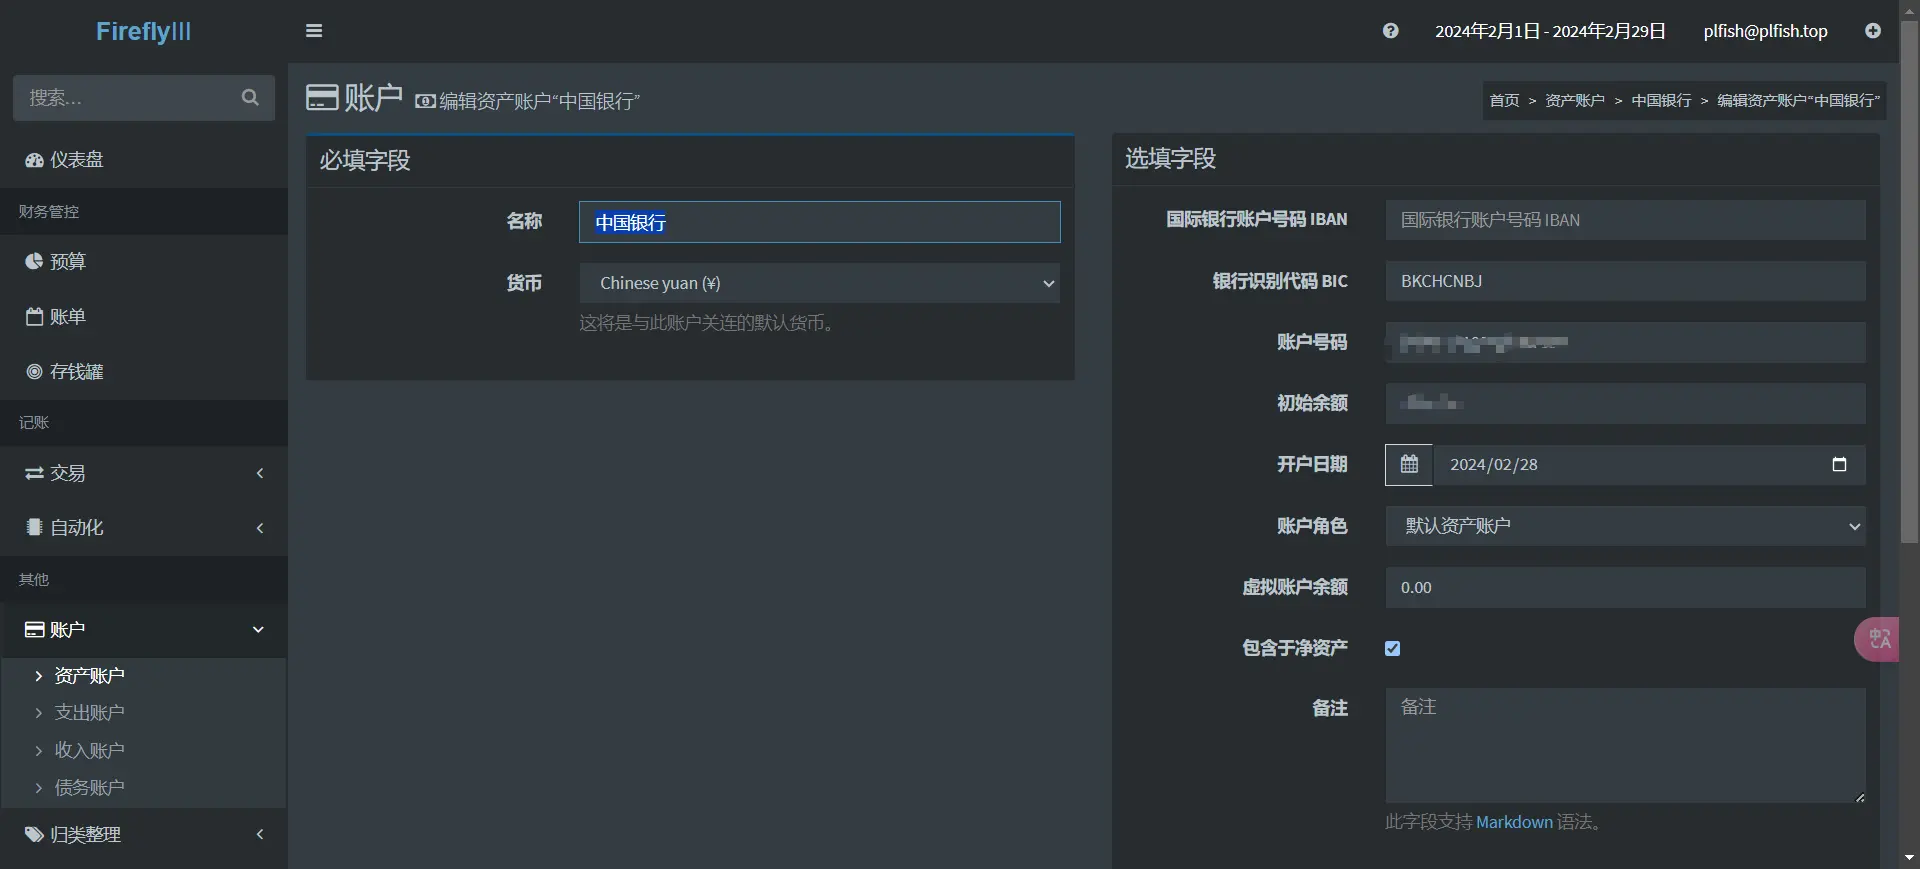 FireflyIII
2024年2月1日 - 2024年2月29日
plfish@plfish.top
搜索...
仪表盘
财务管控
预算
账单
存钱罐
记账
交易
自动化
其他
账户
资产账户
支出账户
收入账户
债务账户
归类整理
账户 编辑资产账户“中国银行”
首页 > 资产账户 > 中国银行 > 编辑资产账户“中国银行”
必填字段
名称 中国银行
货币 Chinese yuan (¥)
这将是与此账户关连的默认货币。
选填字段
国际银行账户号码 IBAN 国际银行账户号码 IBAN
银行识别代码 BIC BKCHCNBJ
账户号码
初始余额
开户日期 2024/02/28
账户角色 默认资产账户
虚拟账户余额 0.00
包含于净资产
备注 备注
此字段支持 Markdown 语法。
中A